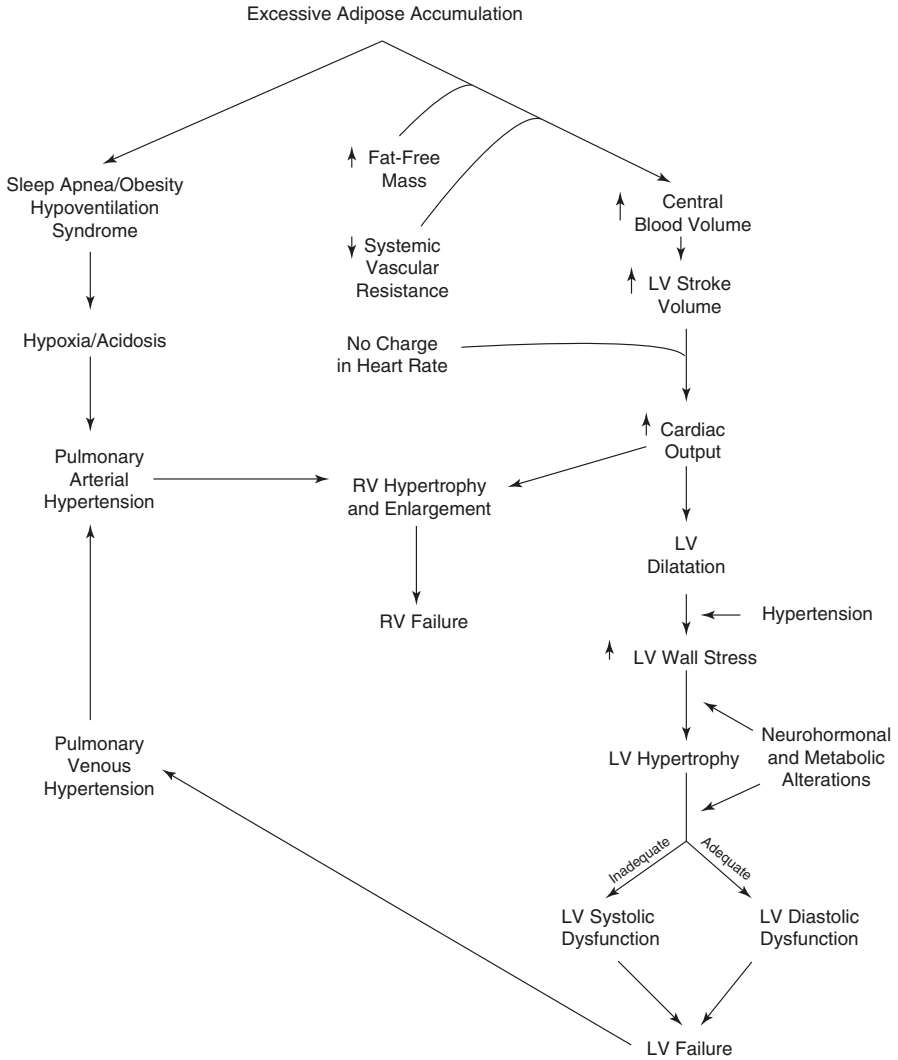 Excessive Adipose Accumulation
Fat-Free
Mass
Sleep Apnea/Obesity
Hypoventilation
Syndrome
Central
Blood Volume
Systemic
Vascular
Resistance
LV Stroke
Volume
Hypoxia/Acidosis
No Charge
in Heart Rate
Cardiac
Output
Pulmonary
Arterial
Hypertension
RV Hypertrophy
and Enlargement
LV
Dilatation
RV Failure
Hypertension
LV Wall Stress
Pulmonary
Venous
Hypertension
LV Hypertrophy
Neurohormonal
and Metabolic
Alterations
Inadequate
Adequate
LV Systolic
Dysfunction
LV Diastolic
Dysfunction
LV Failure